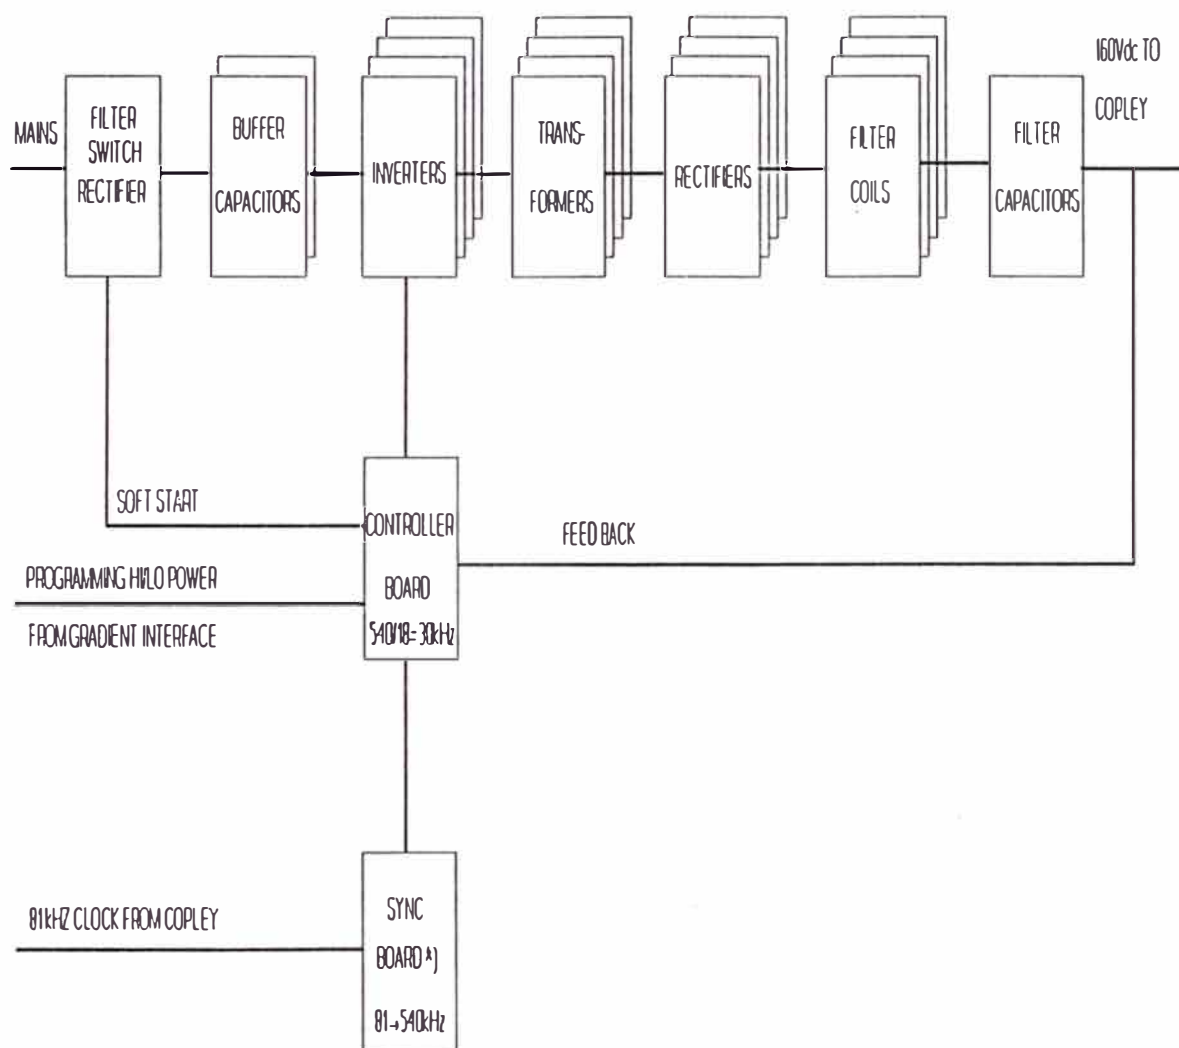 MAINS
FILTER
SWITCH
RECTIFIER
BUFFER
CAPACITORS
INVERTERS
TRANS-
FORMERS
RECTIFIERS
FILTER
COILS
FILTER
CAPACITORS
160Vdc TO
COPLEY
SOFT START
CONTROLLER
BOARD
540/18=30kHz
FEED BACK
PROGRAMMING HI/LO POWER
FROM GRADIENT INTERFACE
81kHZ CLOCK FROM COPLEY
SYNC
BOARD *)
81→540kHz